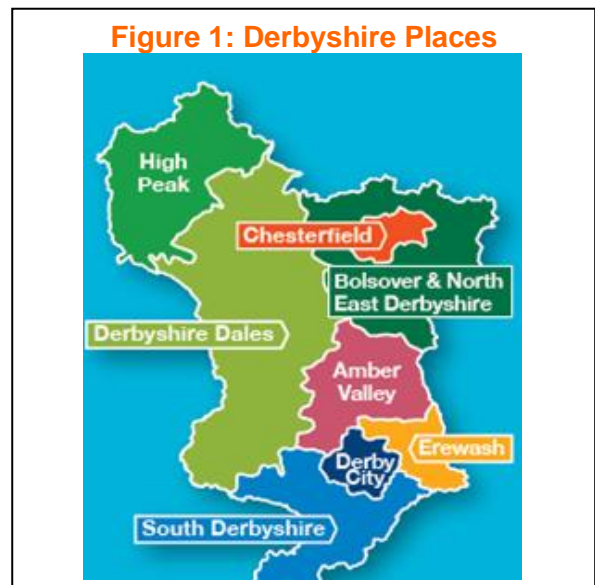 Figure 1: Derbyshire Places
High
Peak
Chesterfield
Bolsover & North
East Derbyshire
Derbyshire Dales
Amber
Valley
Erewash
Derby
City
South Derbyshire